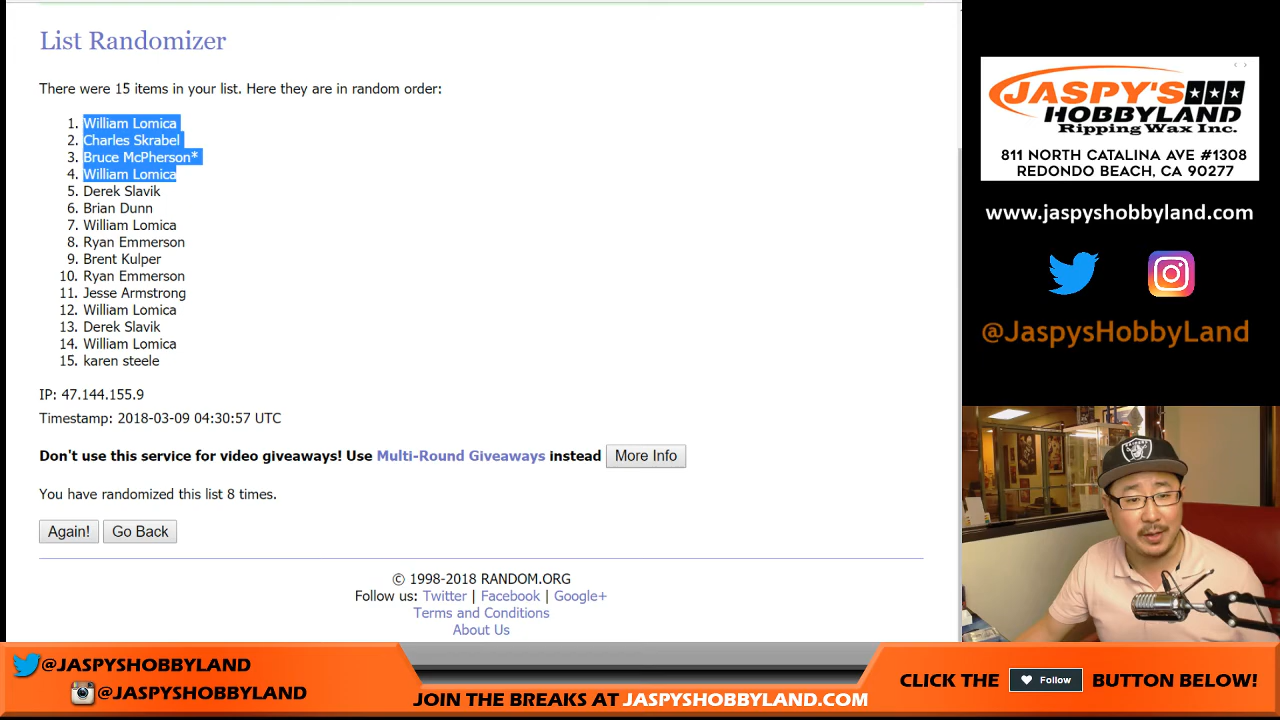 List Randomizer
There were 15 items in your list. Here they are in random order:
1. William Lomica
2. Charles Skrabel
3. Bruce McPherson*
4. William Lomica
5. Derek Slavik
6. Brian Dunn
7. William Lomica
8. Ryan Emmerson
9. Brent Kulper
10. Ryan Emmerson
11. Jesse Armstrong
12. William Lomica
13. Derek Slavik
14. William Lomica
15. karen steele
IP: 47.144.155.9
Timestamp: 2018-03-09 04:30:57 UTC
Don't use this service for video giveaways! Use Multi-Round Giveaways instead More Info
You have randomized this list 8 times.
Again! Go Back
© 1998-2018 RANDOM.ORG
Follow us: Twitter | Facebook | Google+
Terms and Conditions
About Us
JASPY'S
HOBBYLAND
Ripping Wax Inc.
811 NORTH CATALINA AVE #1308
REDONDO BEACH, CA 90277
www.jaspyshobbyland.com
@JaspysHobbyLand
RAIDERS
@JASPYSHOBBYLAND
@JASPYSHOBBYLAND
JOIN THE BREAKS AT JASPYSHOBBYLAND.COM
CLICK THE Follow BUTTON BELOW!